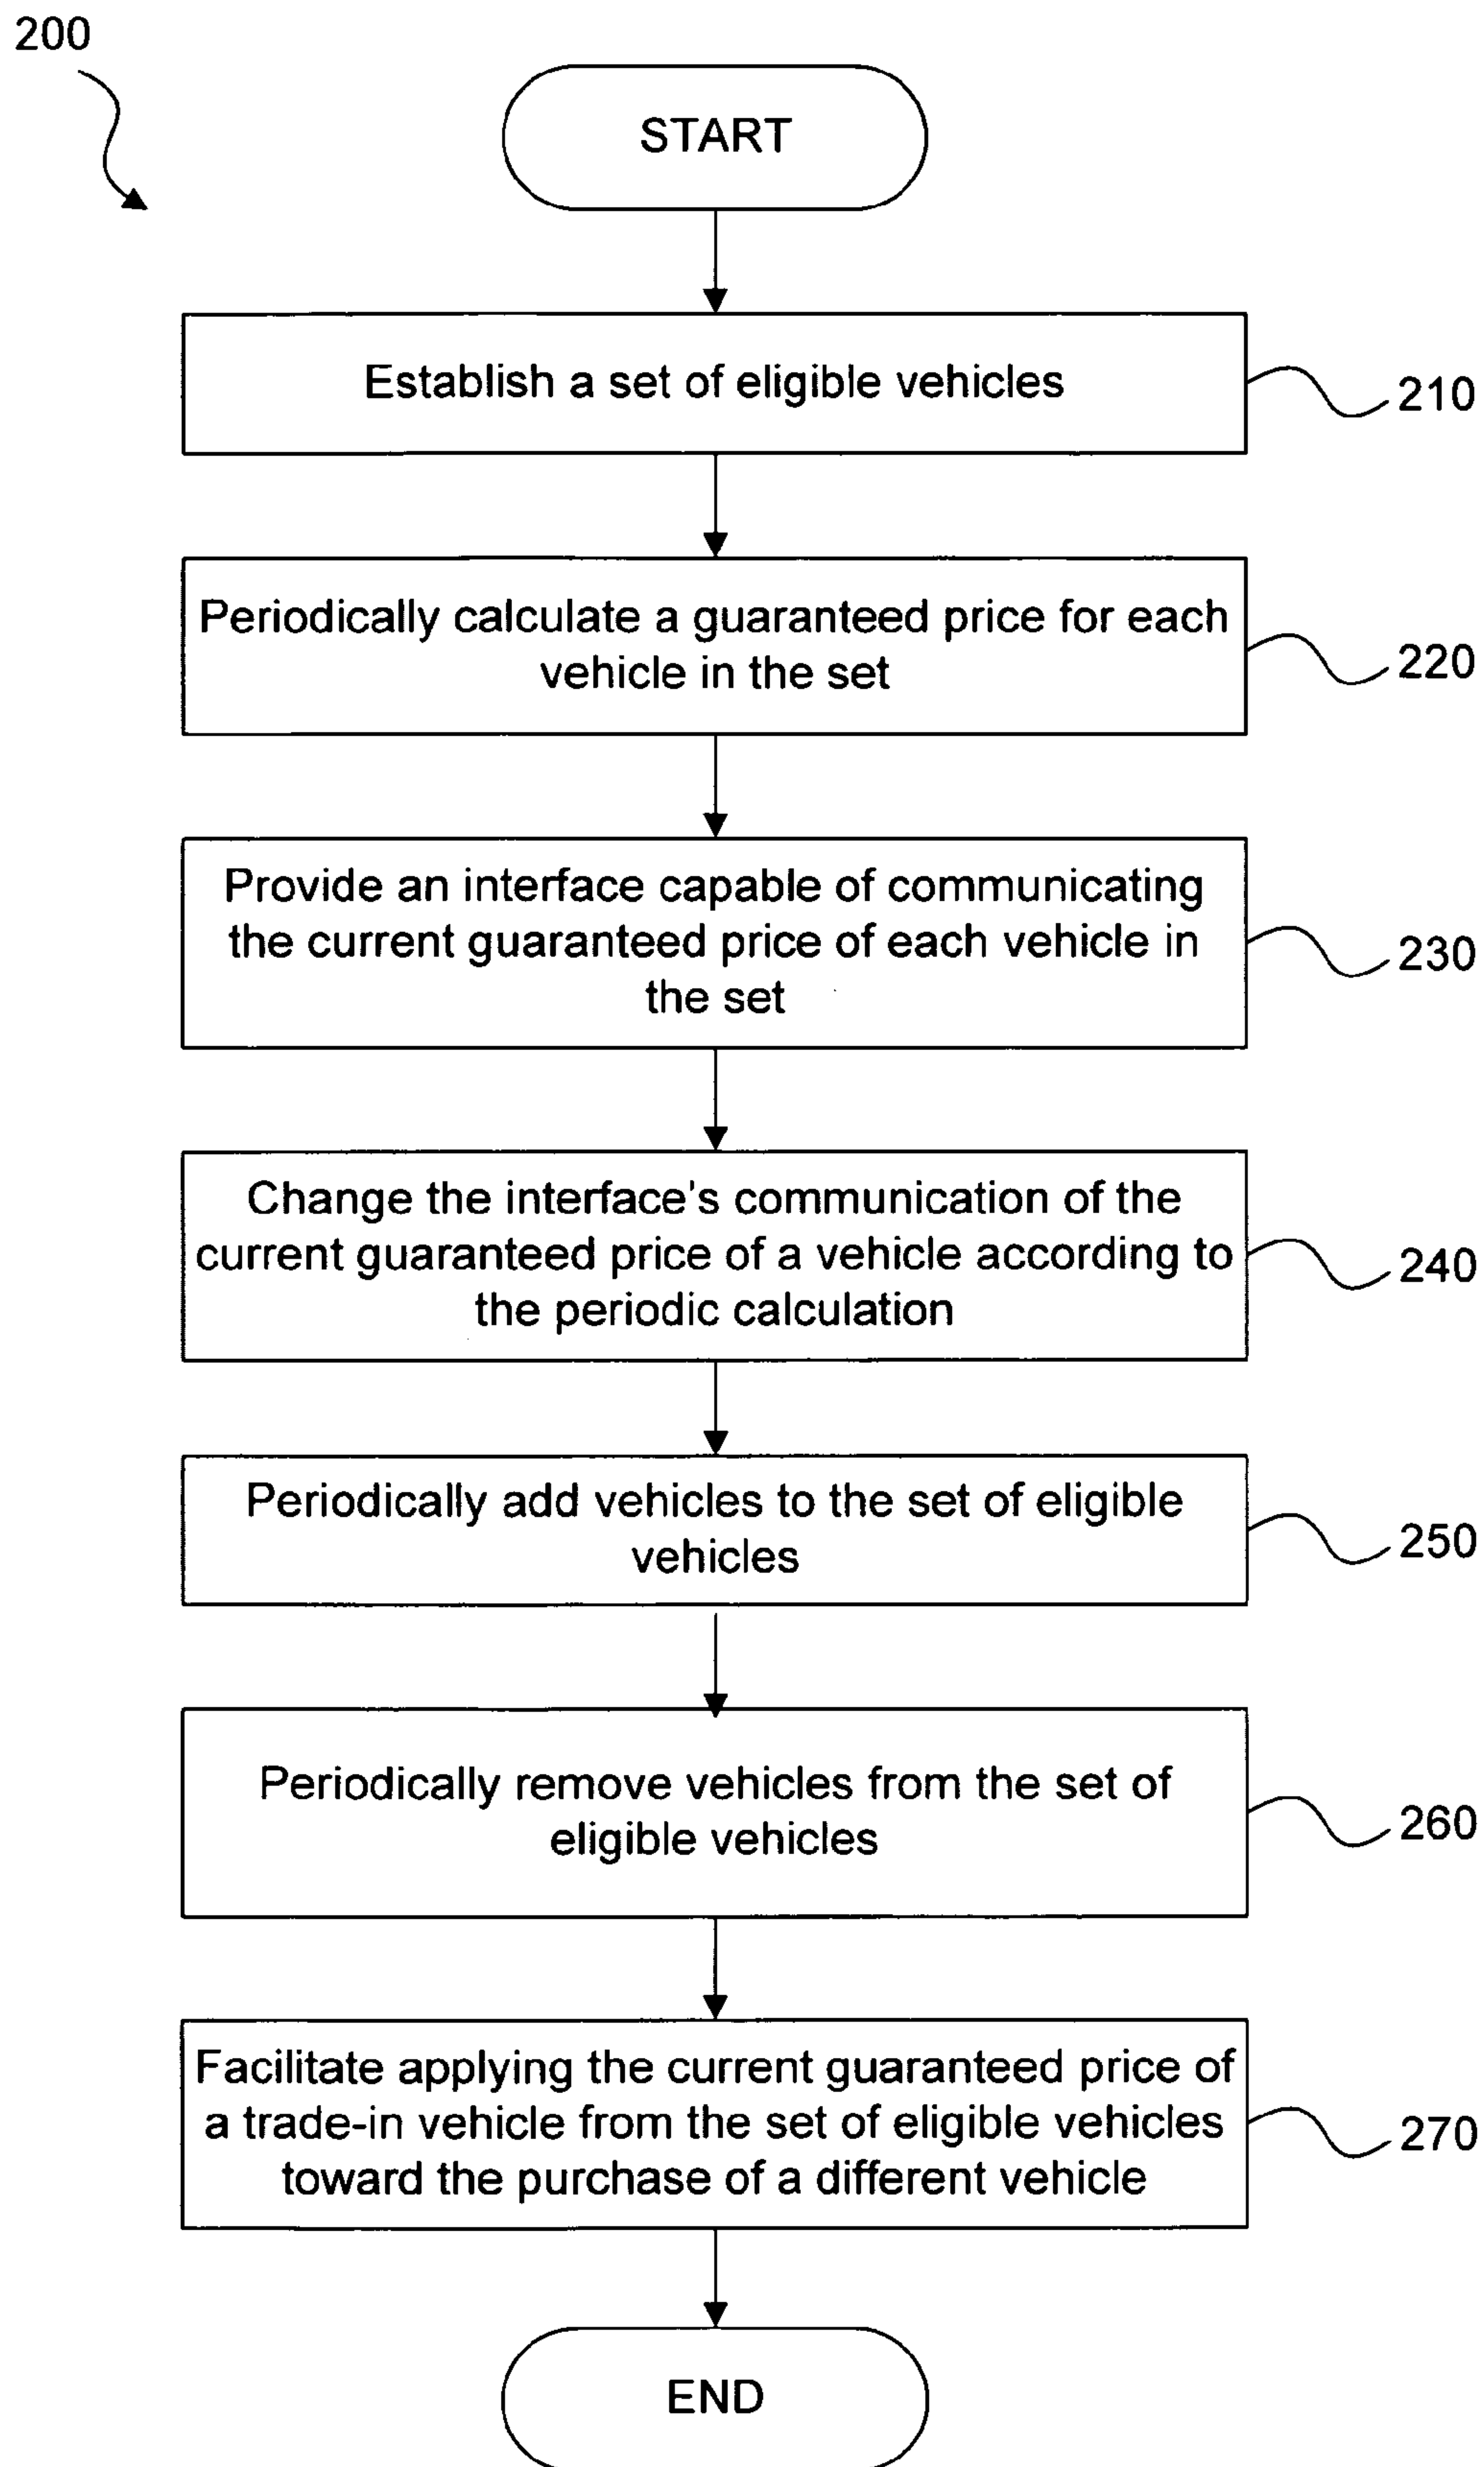 200
START
Establish a set of eligible vehicles
210
Periodically calculate a guaranteed price for each
vehicle in the set
220
Provide an interface capable of communicating
the current guaranteed price of each vehicle in
the set
230
Change the interface's communication of the
current guaranteed price of a vehicle according to
the periodic calculation
240
Periodically add vehicles to the set of eligible
vehicles
250
Periodically remove vehicles from the set of
eligible vehicles
260
Facilitate applying the current guaranteed price of
a trade-in vehicle from the set of eligible vehicles
toward the purchase of a different vehicle
270
END